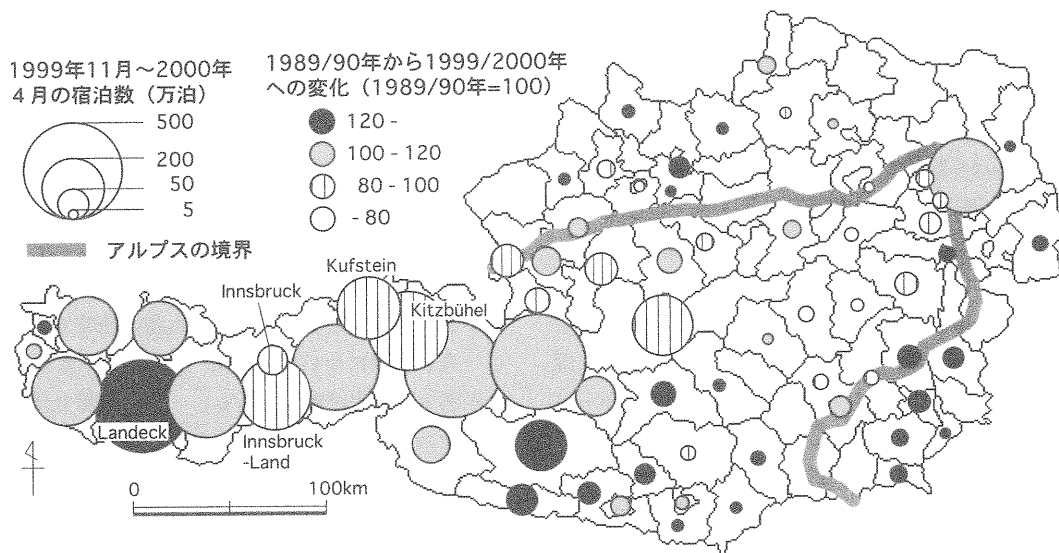 1999年11月～2000年
4月の宿泊数（万泊）
500
200
50
5
アルプスの境界
1989/90年から1999/2000年
への変化（1989/90年=100）
120 -
100 - 120
80 - 100
- 80
Kufstein
Innsbruck
Kitzbühel
Landeck
Innsbruck
-Land
4
0
100km